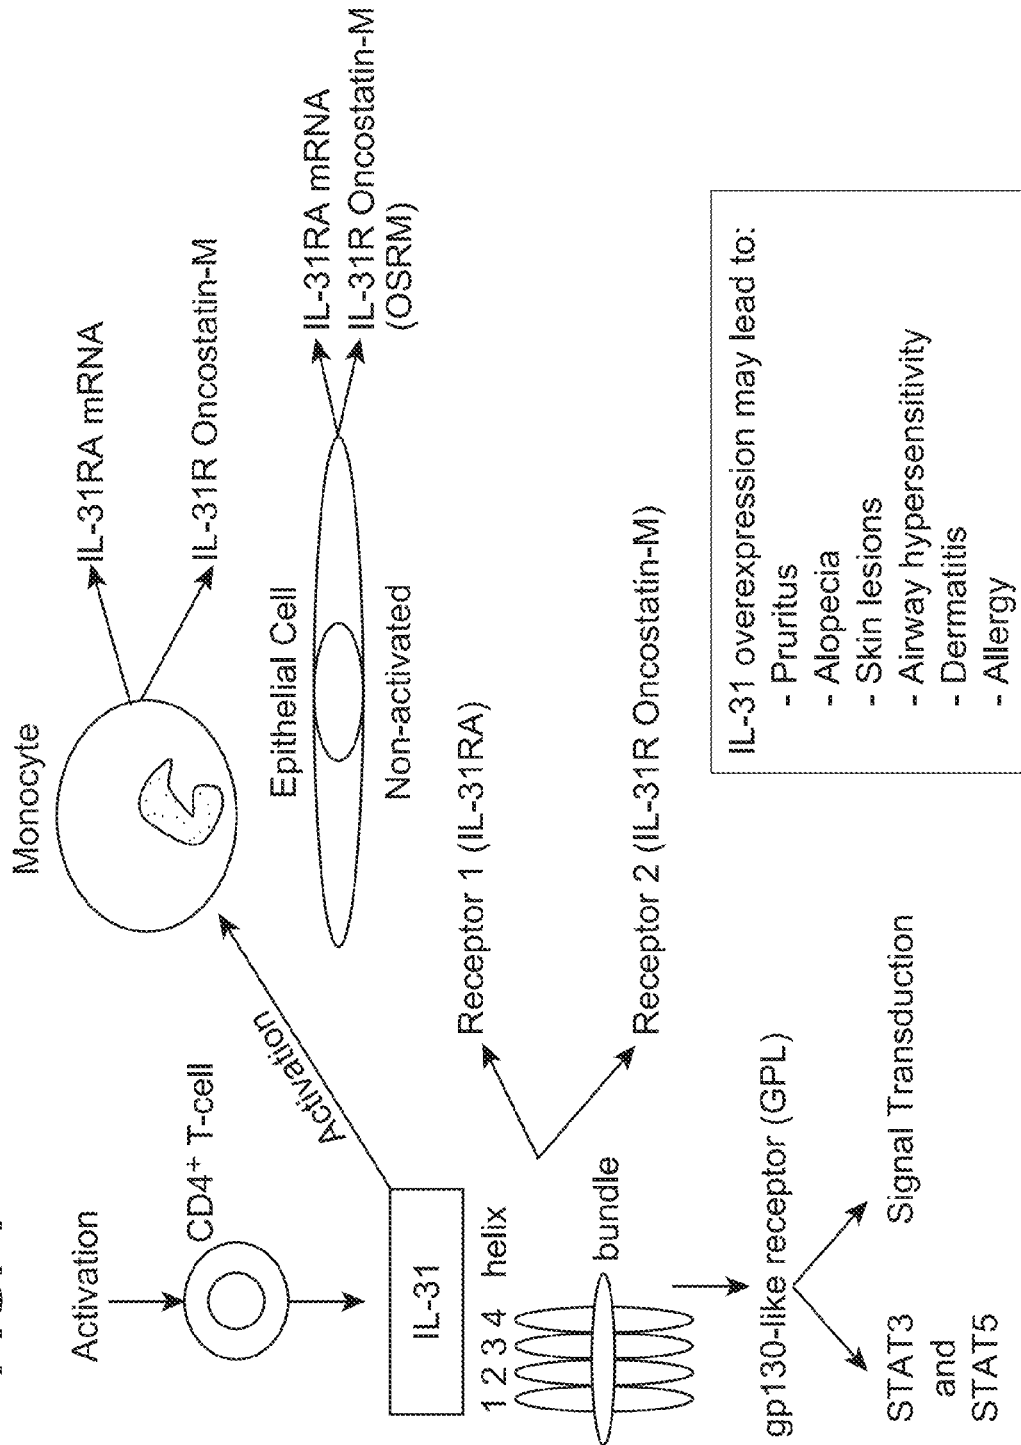 Activation
CD4+ T-cell
IL-31
1 2 3 4 helix
bundle
gp130-like receptor (GPL)
STAT3
and
STAT5
Signal Transduction
Activation
Monocyte
IL-31RA mRNA
IL-31R Oncostatin-M
Epithelial Cell
Non-activated
IL-31RA mRNA
IL-31R Oncostatin-M
(OSRM)
Receptor 1 (IL-31RA)
Receptor 2 (IL-31R Oncostatin-M)
IL-31 overexpression may lead to:
- Pruritus
- Alopecia
- Skin lesions
- Airway hypersensitivity
- Dermatitis
- Allergy